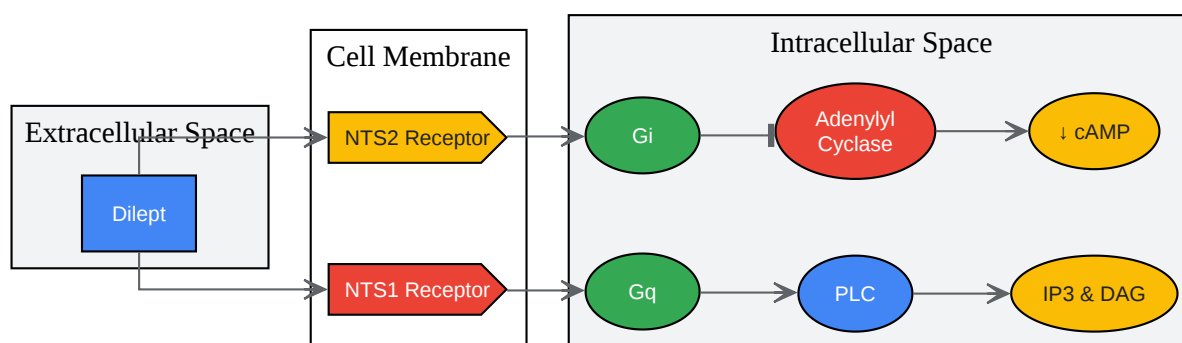 Extracellular Space
Dilept
Cell Membrane
NTS2 Receptor
NTS1 Receptor
Intracellular Space
Gi
Adenylyl
Cyclase
↓ cAMP
Gq
PLC
IP3 & DAG